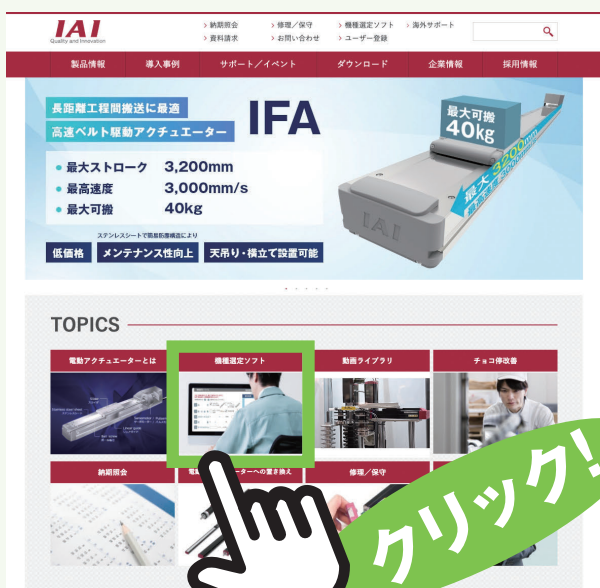 IAI
Quality and Innovation
> 納期照会
> 修理／保守
> 機種選定ソフト
> 海外サポート
> 資料請求
> お問い合わせ
> ユーザー登録
製品情報
導入事例
サポート／イベント
ダウンロード
企業情報
採用情報
長距離工程間搬送に最適
高速ベルト駆動アクチュエーター
IFA
• 最大ストローク 3,200mm
• 最高速度 3,000mm/s
• 最大可搬 40kg
ステンレスシートで簡易防塵構造により
低価格
メンテナンス性向上
天吊り・横立て設置可能
最大可搬
40kg
最大3200mm
IAI
TOPICS
電動アクチュエーターとは
機種選定ソフト
動画ライブラリ
チョコ停改善
納期照会
ーターへの置き換え
修理／保守
クリック!